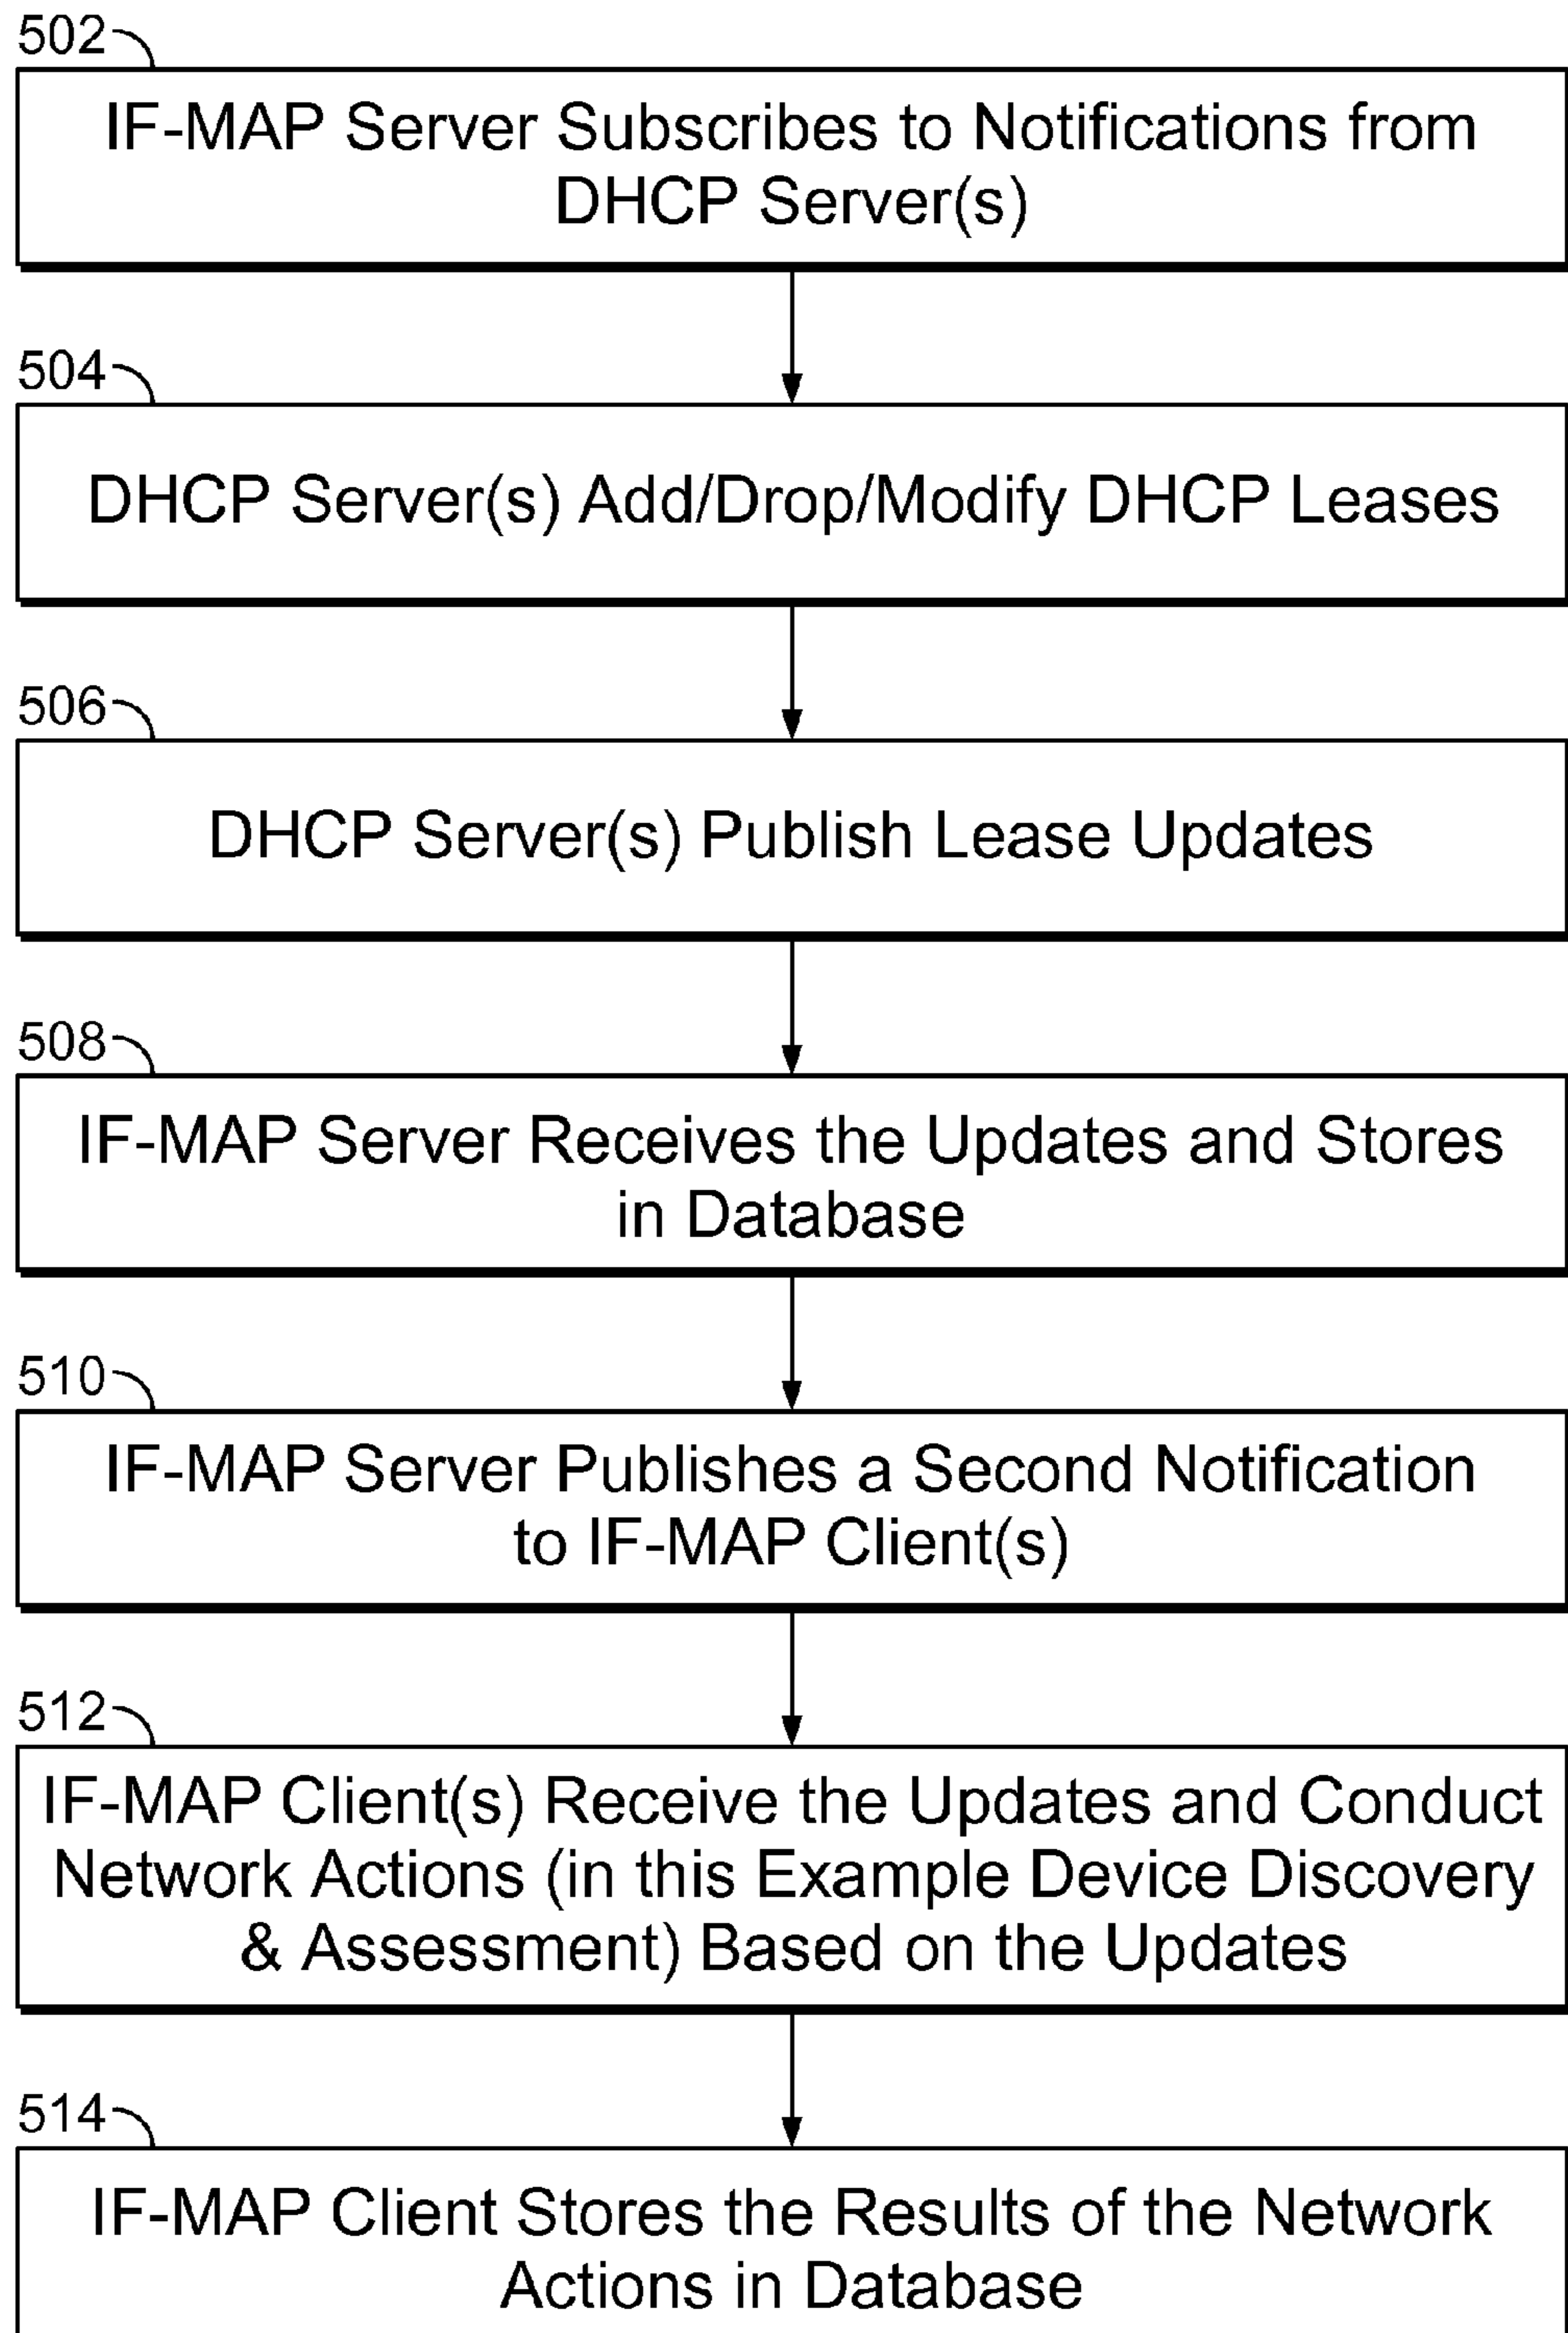 502
IF-MAP Server Subscribes to Notifications from
DHCP Server(s)
504
DHCP Server(s) Add/Drop/Modify DHCP Leases
506
DHCP Server(s) Publish Lease Updates
508
IF-MAP Server Receives the Updates and Stores
in Database
510
IF-MAP Server Publishes a Second Notification
to IF-MAP Client(s)
512
IF-MAP Client(s) Receive the Updates and Conduct
Network Actions (in this Example Device Discovery
& Assessment) Based on the Updates
514
IF-MAP Client Stores the Results of the Network
Actions in Database